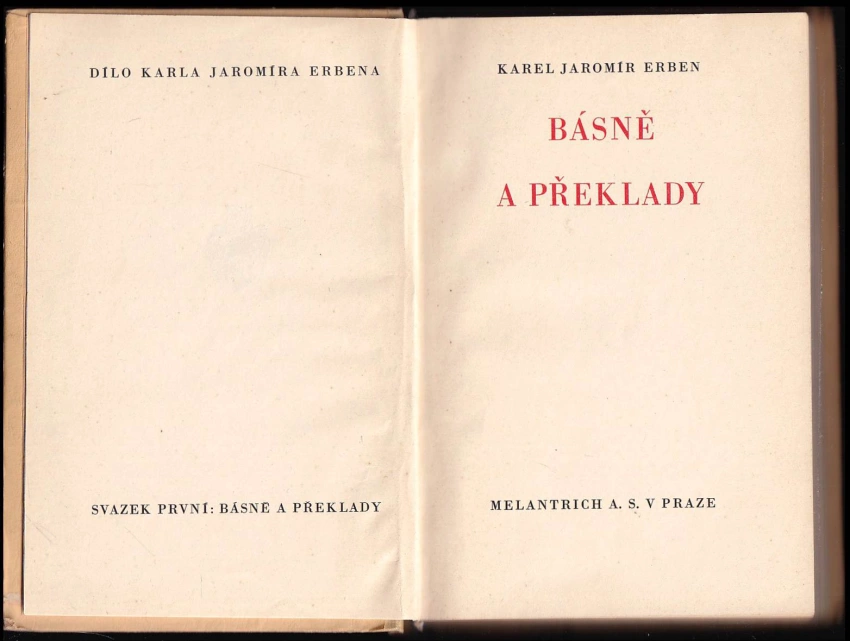 DÍLO KARLA JAROMÍRA ERBENA
SVAZEK PRVNÍ: BÁSNĚ A PŘEKLADY
KAREL JAROMÍR ERBEN
BÁSNĚ
A PŘEKLADY
MELANTRICH A. S. V PRAZE